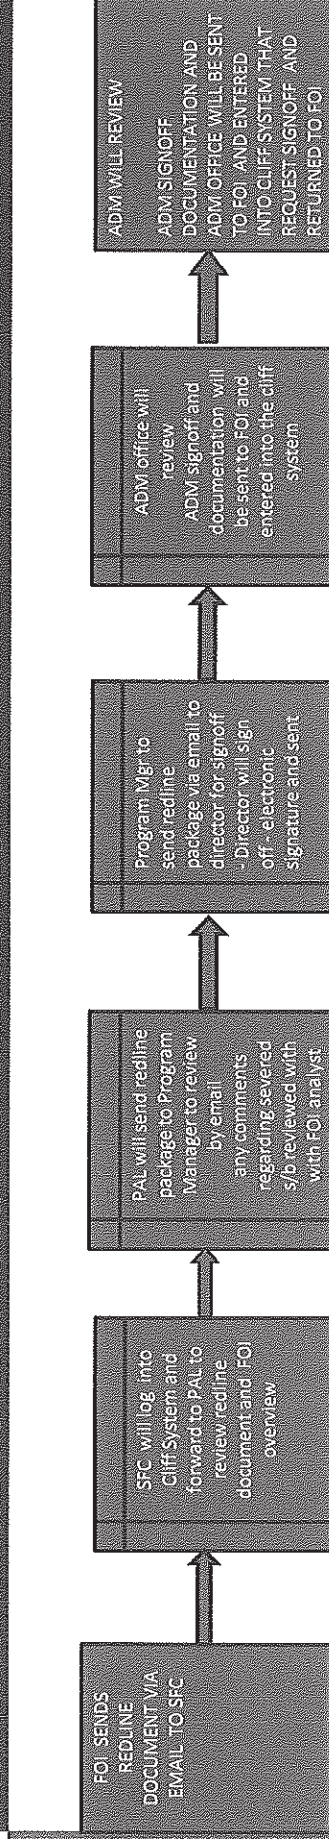 FOI SENDS
REDLINE
DOCUMENT VIA
EMAIL TO SFC
SFC will log into
Cliff System and
forward to PAL to
review redline
document and FOI
overview
PAL will send redline
package to Program
Manager to review
by email
any comments
regarding severed
s/b reviewed with
with FOI analyst
Program Mgr to
send redline
package via email to
director for signoff
- Director will sign
off - electronic
signature and sent
ADM office will
review
ADM signoff and
documentation will
be sent to FOI and
entered into the cliff
system
ADM WILL REVIEW
ADM SIGNOFF
DOCUMENTATION AND
ADM OFFICE WILL BE SENT
TO FOI AND ENTERED
INTO CLIFF SYSTEM THAT
REQUEST SIGNOFF AND
RETURNED TO FOI